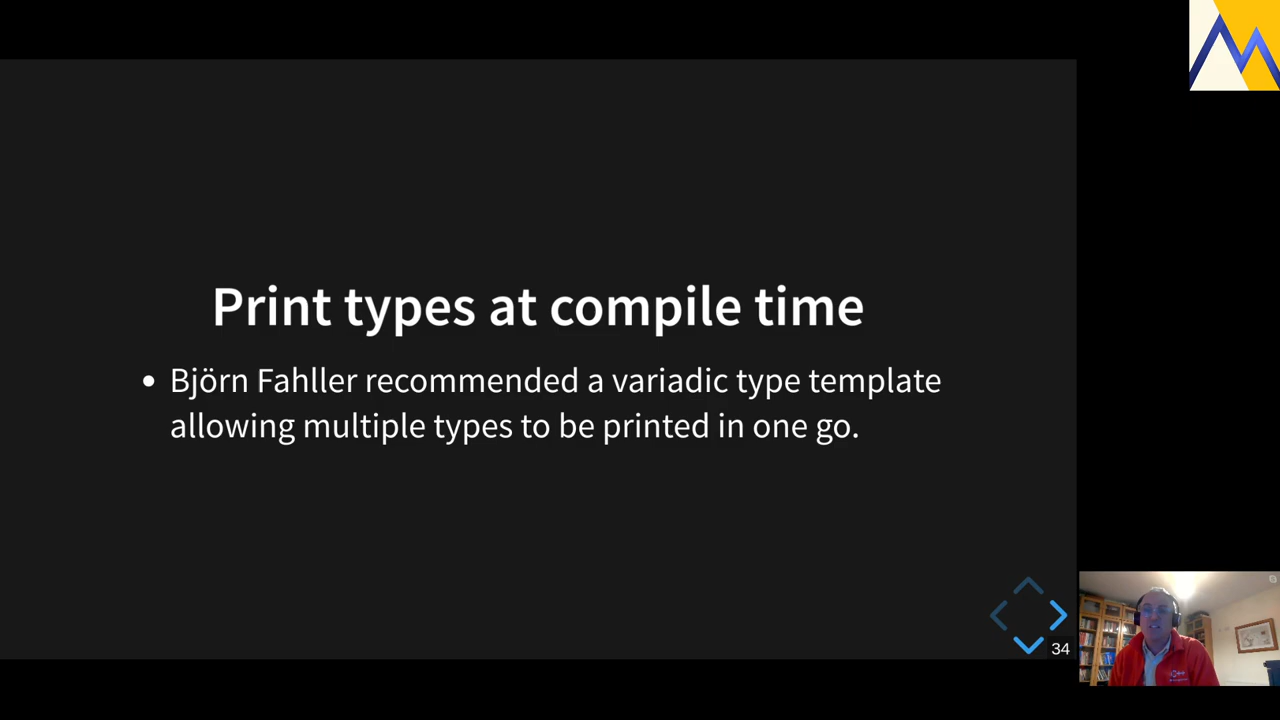 Print types at compile time
• Björn Fahller recommended a variadic type template
allowing multiple types to be printed in one go.
34